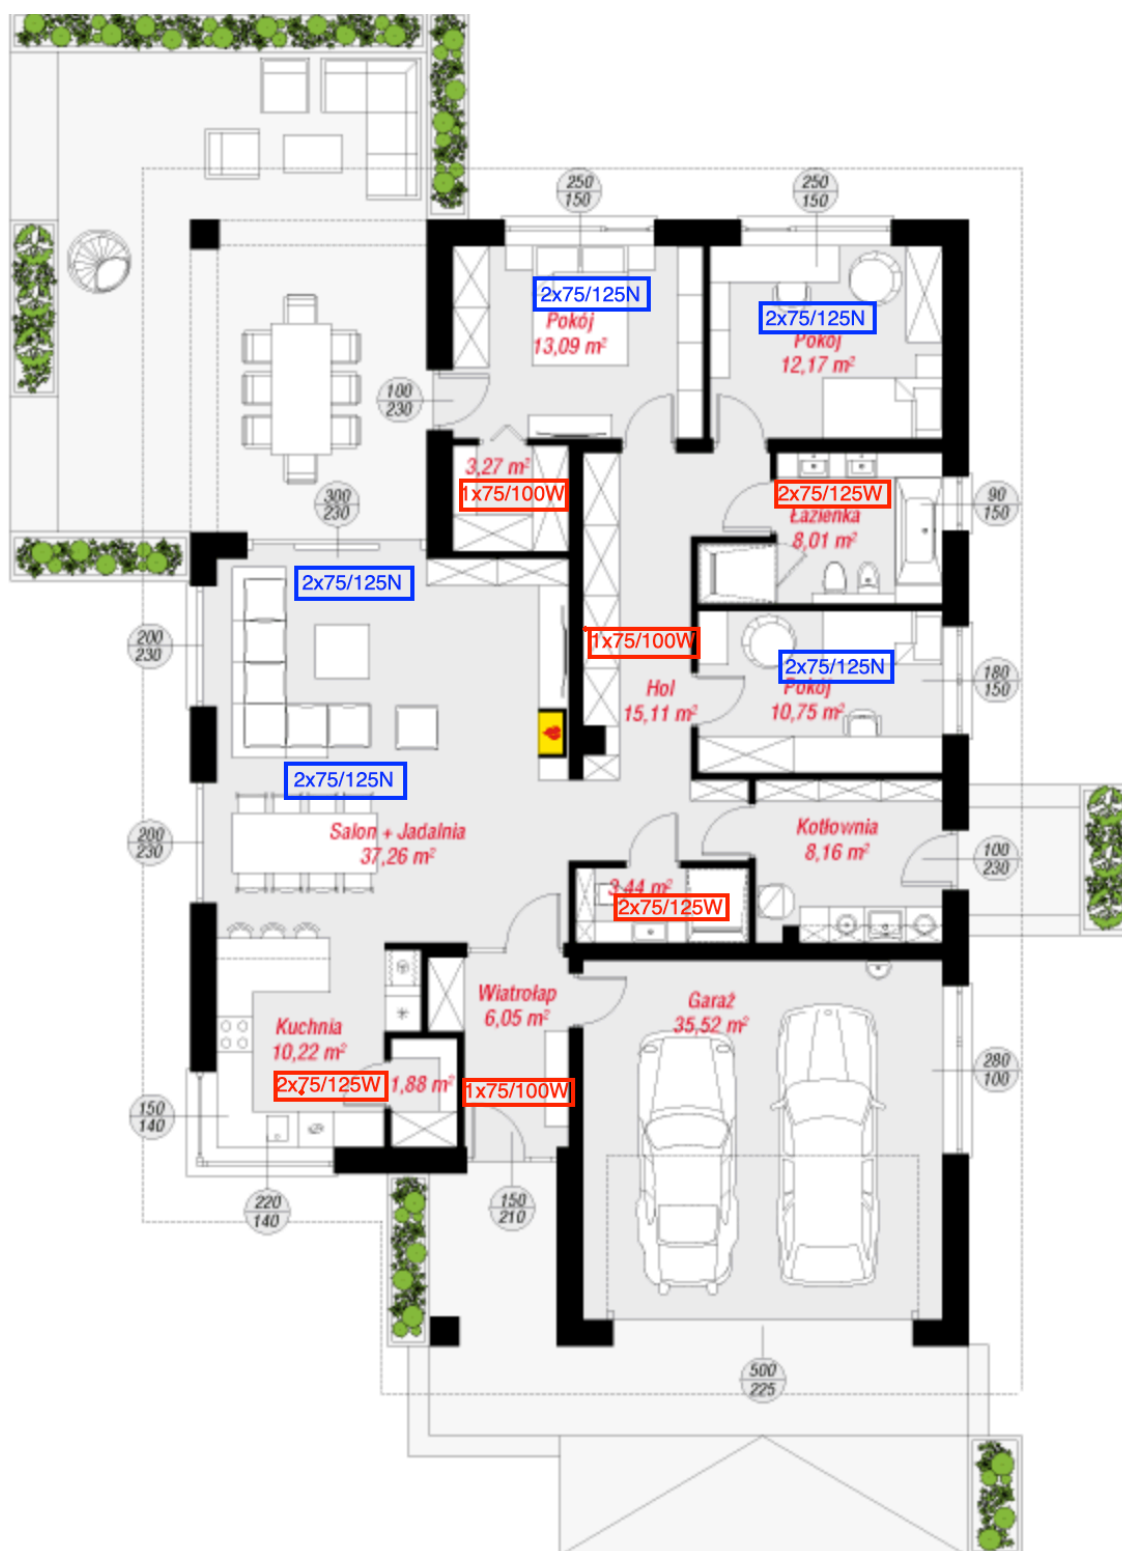 250
150
250
150
2x75/125N
Pokój
13,09 m²
2x75/125N
Pokój
12,17 m²
100
230
3,27 m²
1x75/100W
2x75/125W
Łazienka
8,01 m²
90
150
300
230
2x75/125N
200
230
1x75/100W
Hol
15,11 m²
2x75/125N
Pokój
10,75 m²
180
150
2x75/125N
Salon + Jadalnia
37,26 m²
200
230
Kotłownia
8,16 m²
100
230
3,44 m²
2x75/125W
Wiatrołap
6,05 m²
Garaż
35,52 m²
Kuchnia
10,22 m²
2x75/125W
1,88 m²
1x75/100W
280
100
150
140
220
140
150
210
500
225